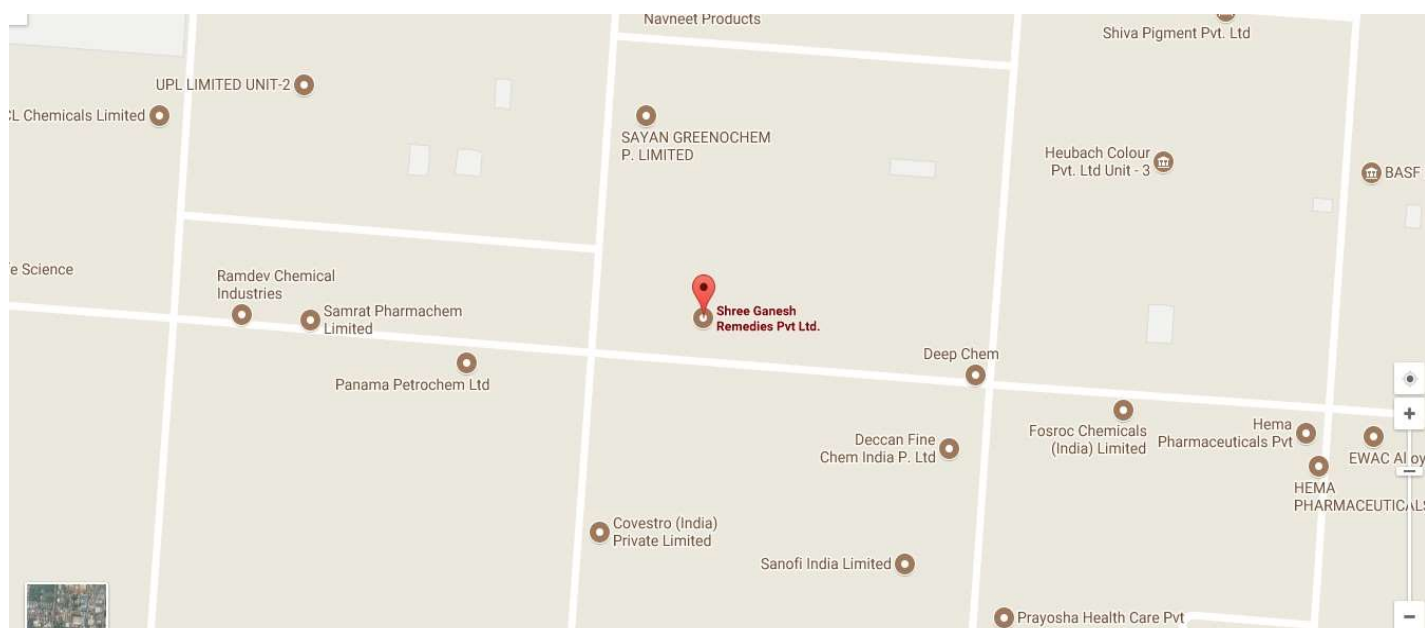 Navneet Products
Shiva Pigment Pvt. Ltd
UPL LIMITED UNIT-2
CL Chemicals Limited
SAYAN GREENOCHEM
P. LIMITED
Heubach Colour
Pvt. Ltd Unit - 3
BASF
e Science
Ramdev Chemical
Industries
Samrat Pharmachem
Limited
Shree Ganesh
Remedies Pvt Ltd.
Panama Petrochem Ltd
Deep Chem
Deccan Fine
Chem India P. Ltd
Fosroc Chemicals
(India) Limited
Hema
Pharmaceuticals Pvt
EWAC Alloy
HEMA
PHARMACEUTICALS
Covestro (India)
Private Limited
Sanofi India Limited
Prayosha Health Care Pvt